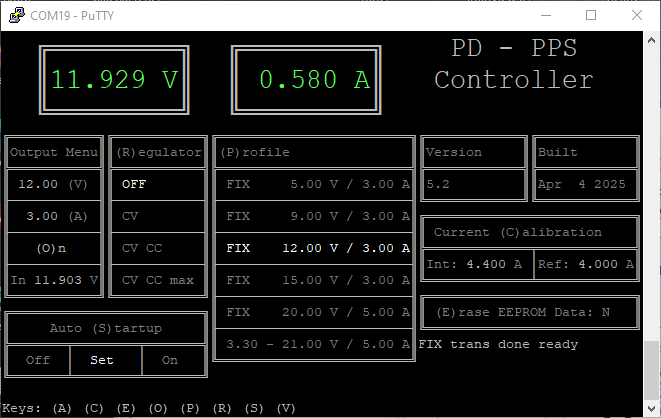 COM19 - PuTTY
11.929 V
0.580 A
PD - PPS
Controller
Output Menu
12.00 (V)
3.00 (A)
(O)n
In 11.903 V
(R)egulator
OFF
CV
CV CC
CV CC max
(P)rofile
FIX 5.00 V / 3.00 A
FIX 9.00 V / 3.00 A
FIX 12.00 V / 3.00 A
FIX 15.00 V / 3.00 A
FIX 20.00 V / 5.00 A
3.30 - 21.00 V / 5.00 A
Version
5.2
Built
Apr 4 2025
Current (C)alibration
Int: 4.400 A
Ref: 4.000 A
(E)rase EEPROM Data: N
FIX trans done ready
Auto (S)tartup
Off Set On
Keys: (A) (C) (E) (O) (P) (R) (S) (V)